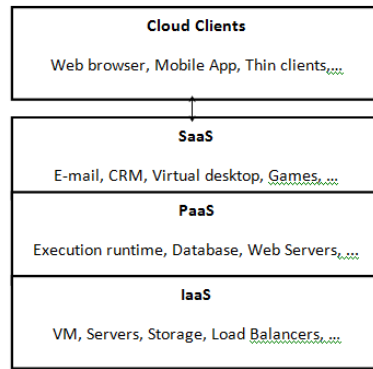 Cloud Clients
Web browser, Mobile App, Thin clients,...
SaaS
E-mail, CRM, Virtual desktop, Games, ...
PaaS
Execution runtime, Database, Web Servers, ...
IaaS
VM, Servers, Storage, Load Balancers, ...